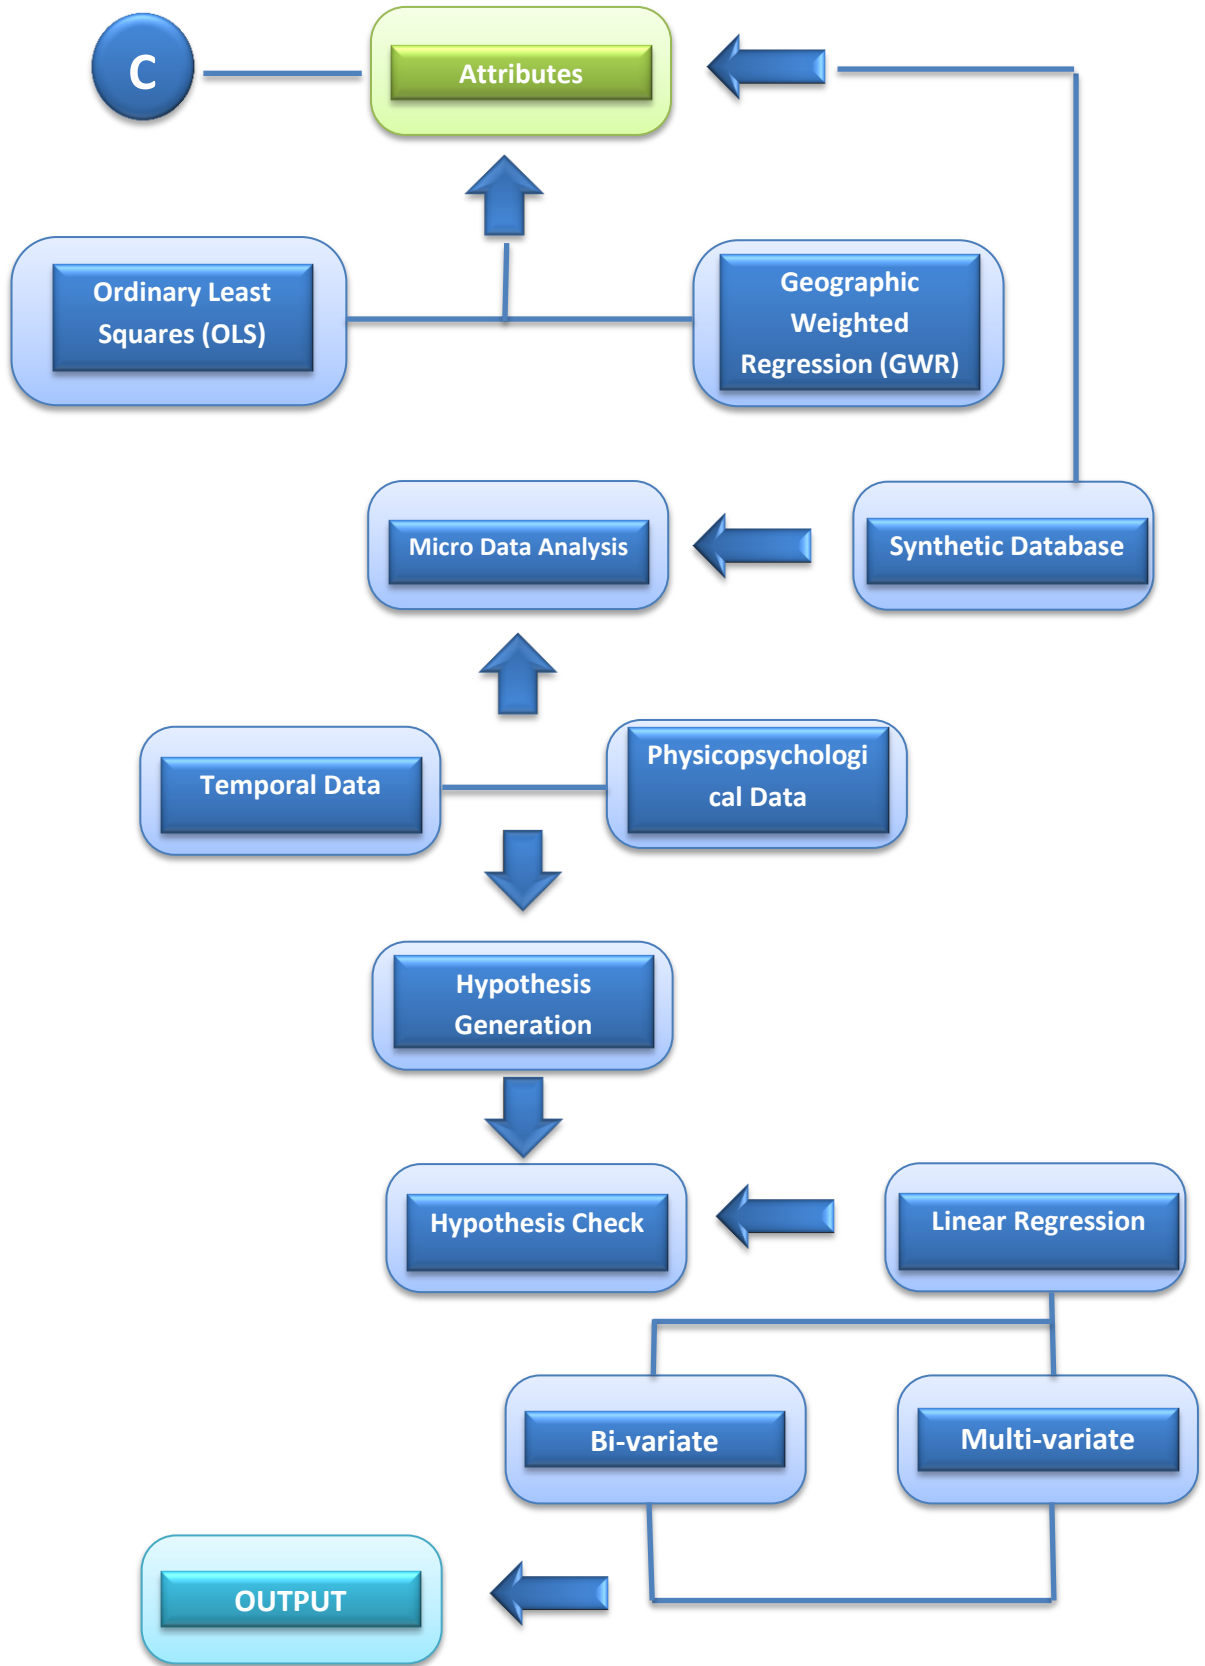 C
Attributes
Ordinary Least
Squares (OLS)
Geographic
Weighted
Regression (GWR)
Micro Data Analysis
Synthetic Database
Temporal Data
Physicopsychologi
cal Data
Hypothesis
Generation
Hypothesis Check
Linear Regression
Bi-variate
Multi-variate
OUTPUT